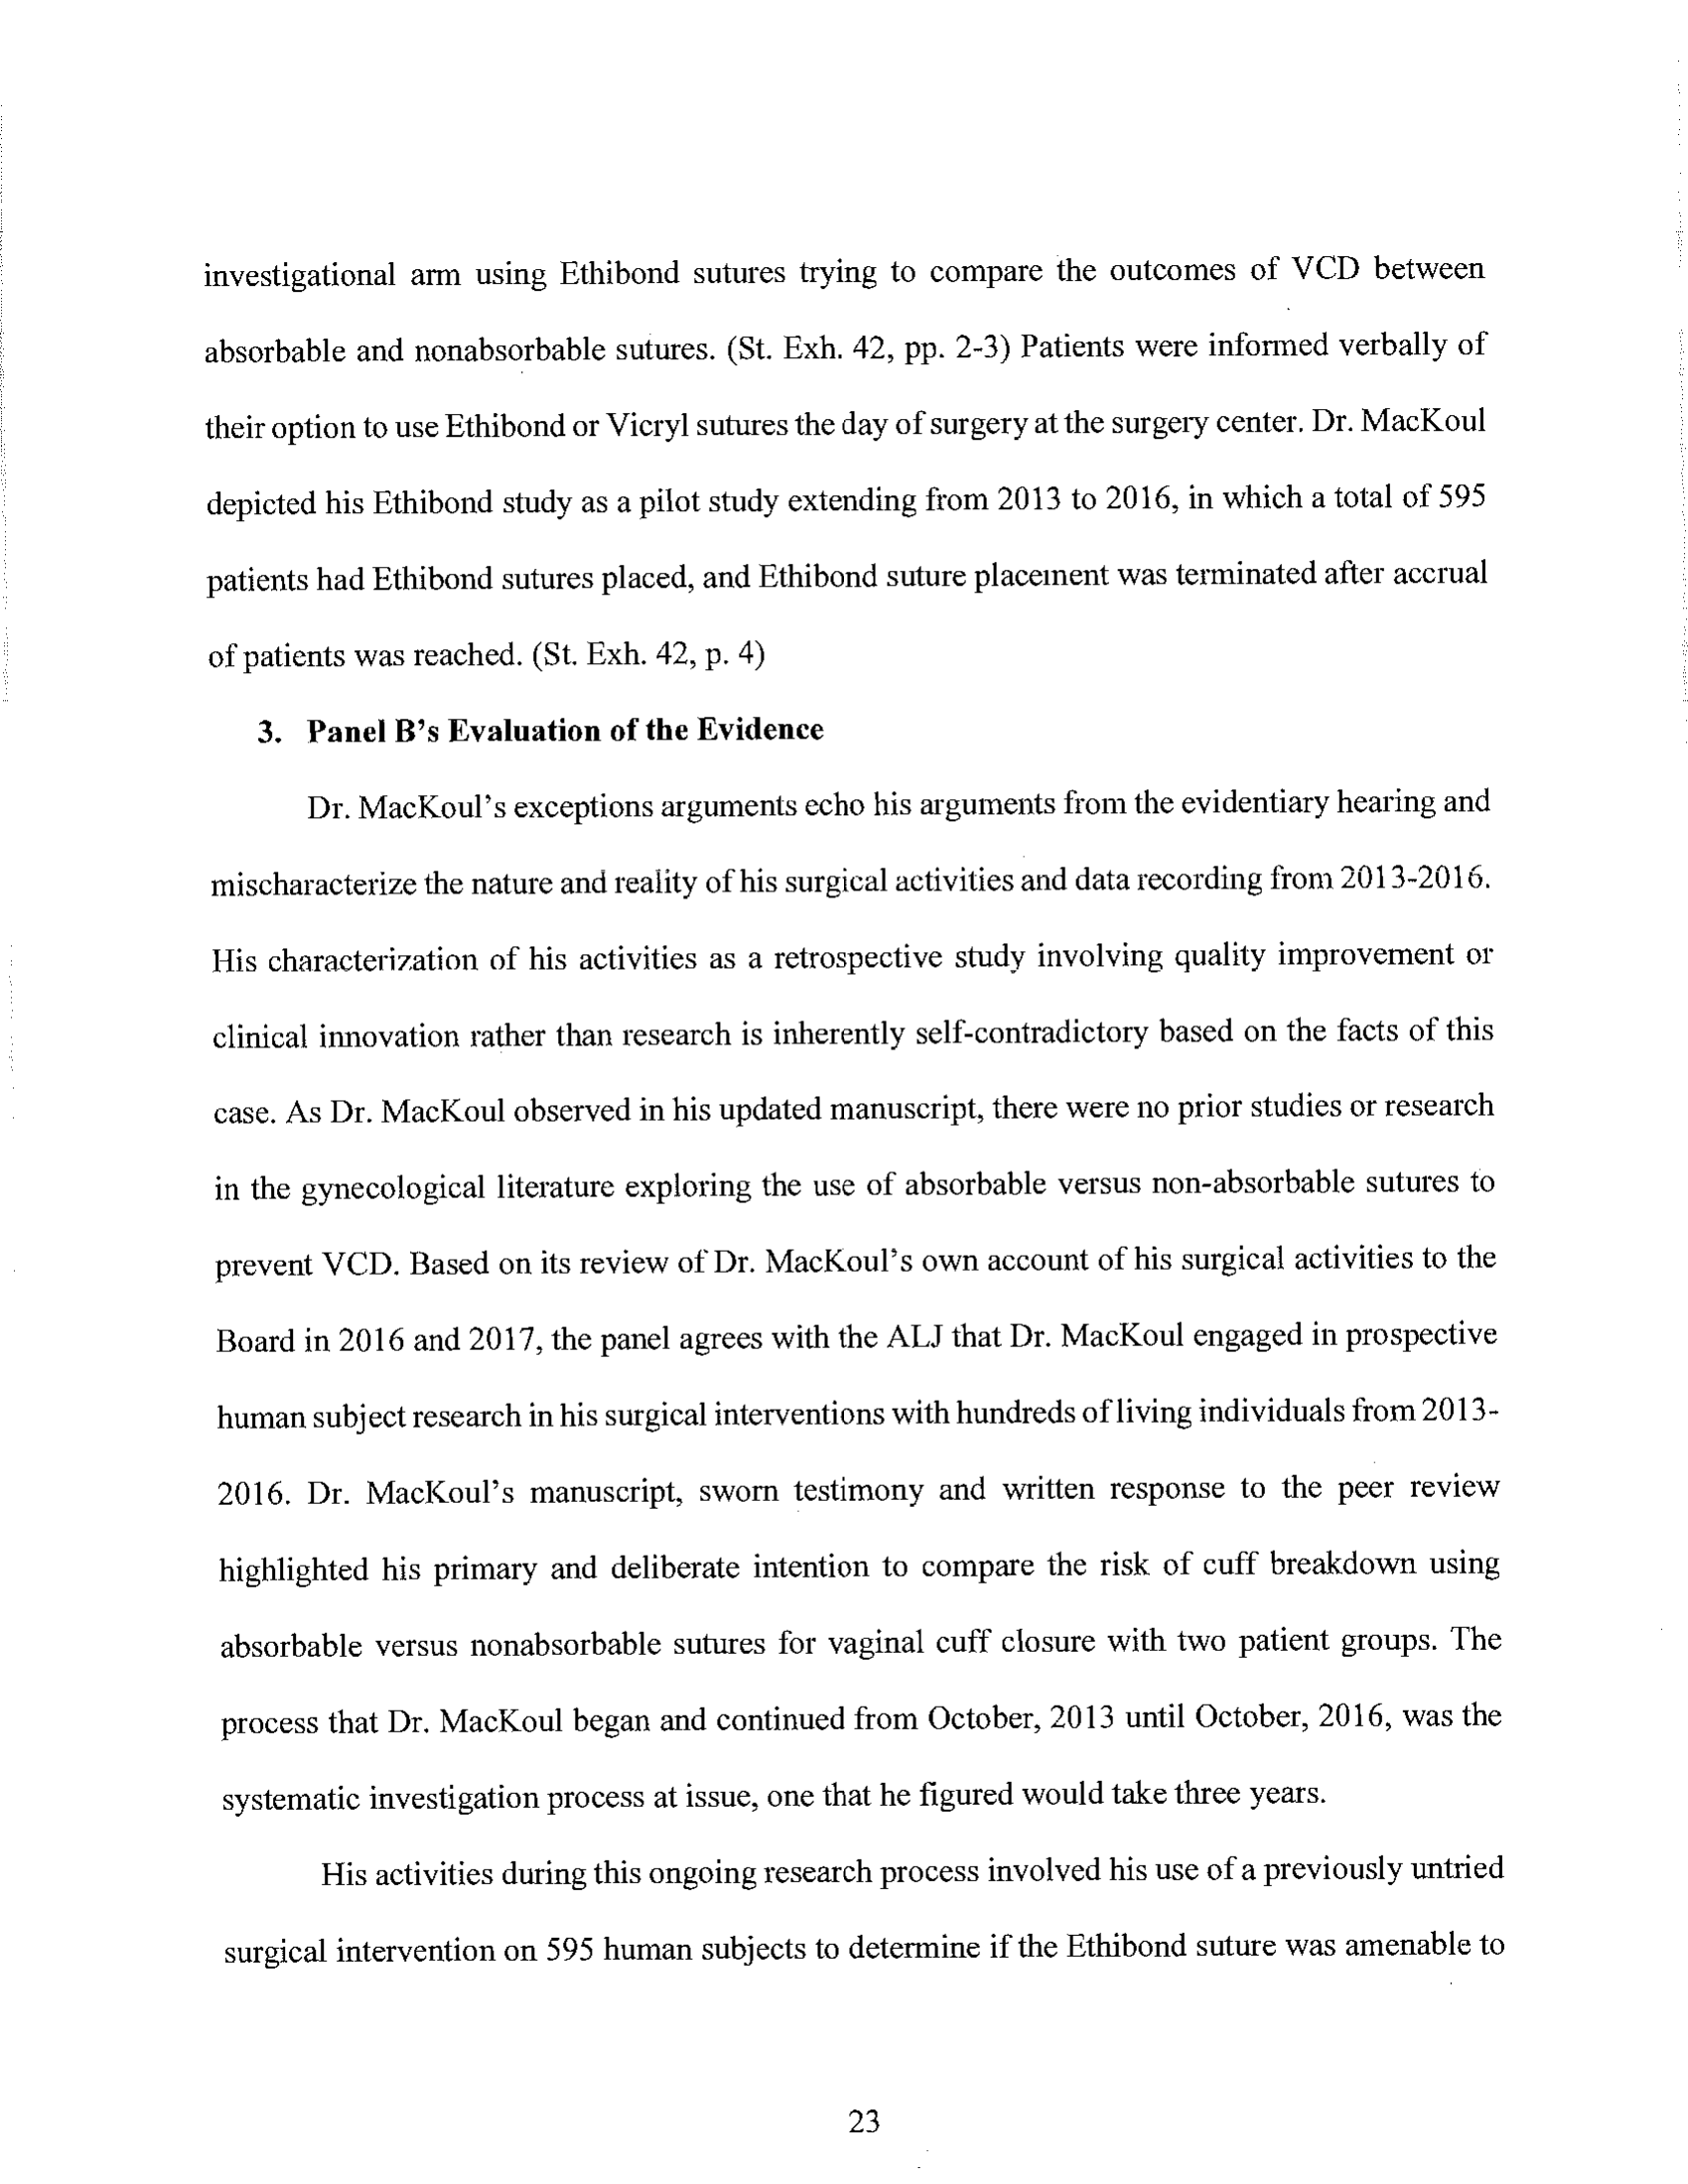 investigational arm using Ethibond sutures trying to compare the outcomes of VCD between
absorbable and nonabsorbable sutures. (St. Exh. 42, pp. 2-3) Patients were informed verbally of
their option to use Ethibond or Vicryl sutures the day of surgery at the surgery center. Dr. MacKoul
depicted his Ethibond study as a pilot study extending from 2013 to 2016, in which a total of 595
patients had Ethibond sutures placed, and Ethibond suture placement was terminated after accrual
of patients was reached. (St. Exh. 42, p. 4)
3. Panel B's Evaluation of the Evidence
Dr. MacKoul's exceptions arguments echo his arguments from the evidentiary hearing and
mischaracterize the nature and reality of his surgical activities and data recording from 2013-2016.
His characterization of his activities as a retrospective study involving quality improvement or
clinical innovation rather than research is inherently self-contradictory based on the facts of this
case. As Dr. MacKoul observed in his updated manuscript, there were no prior studies or research
in the gynecological literature exploring the use of absorbable versus non-absorbable sutures to
prevent VCD. Based on its review of Dr. MacKoul's own account of his surgical activities to the
Board in 2016 and 2017, the panel agrees with the ALJ that Dr. MacKoul engaged in prospective
human subject research in his surgical interventions with hundreds of living individuals from 2013-
2016. Dr. MacKoul's manuscript, sworn testimony and written response to the peer review
highlighted his primary and deliberate intention to compare the risk of cuff breakdown using
absorbable versus nonabsorbable sutures for vaginal cuff closure with two patient groups. The
process that Dr. MacKoul began and continued from October, 2013 until October, 2016, was the
systematic investigation process at issue, one that he figured would take three years.
His activities during this ongoing research process involved his use of a previously untried
surgical intervention on 595 human subjects to determine if the Ethibond suture was amenable to
23